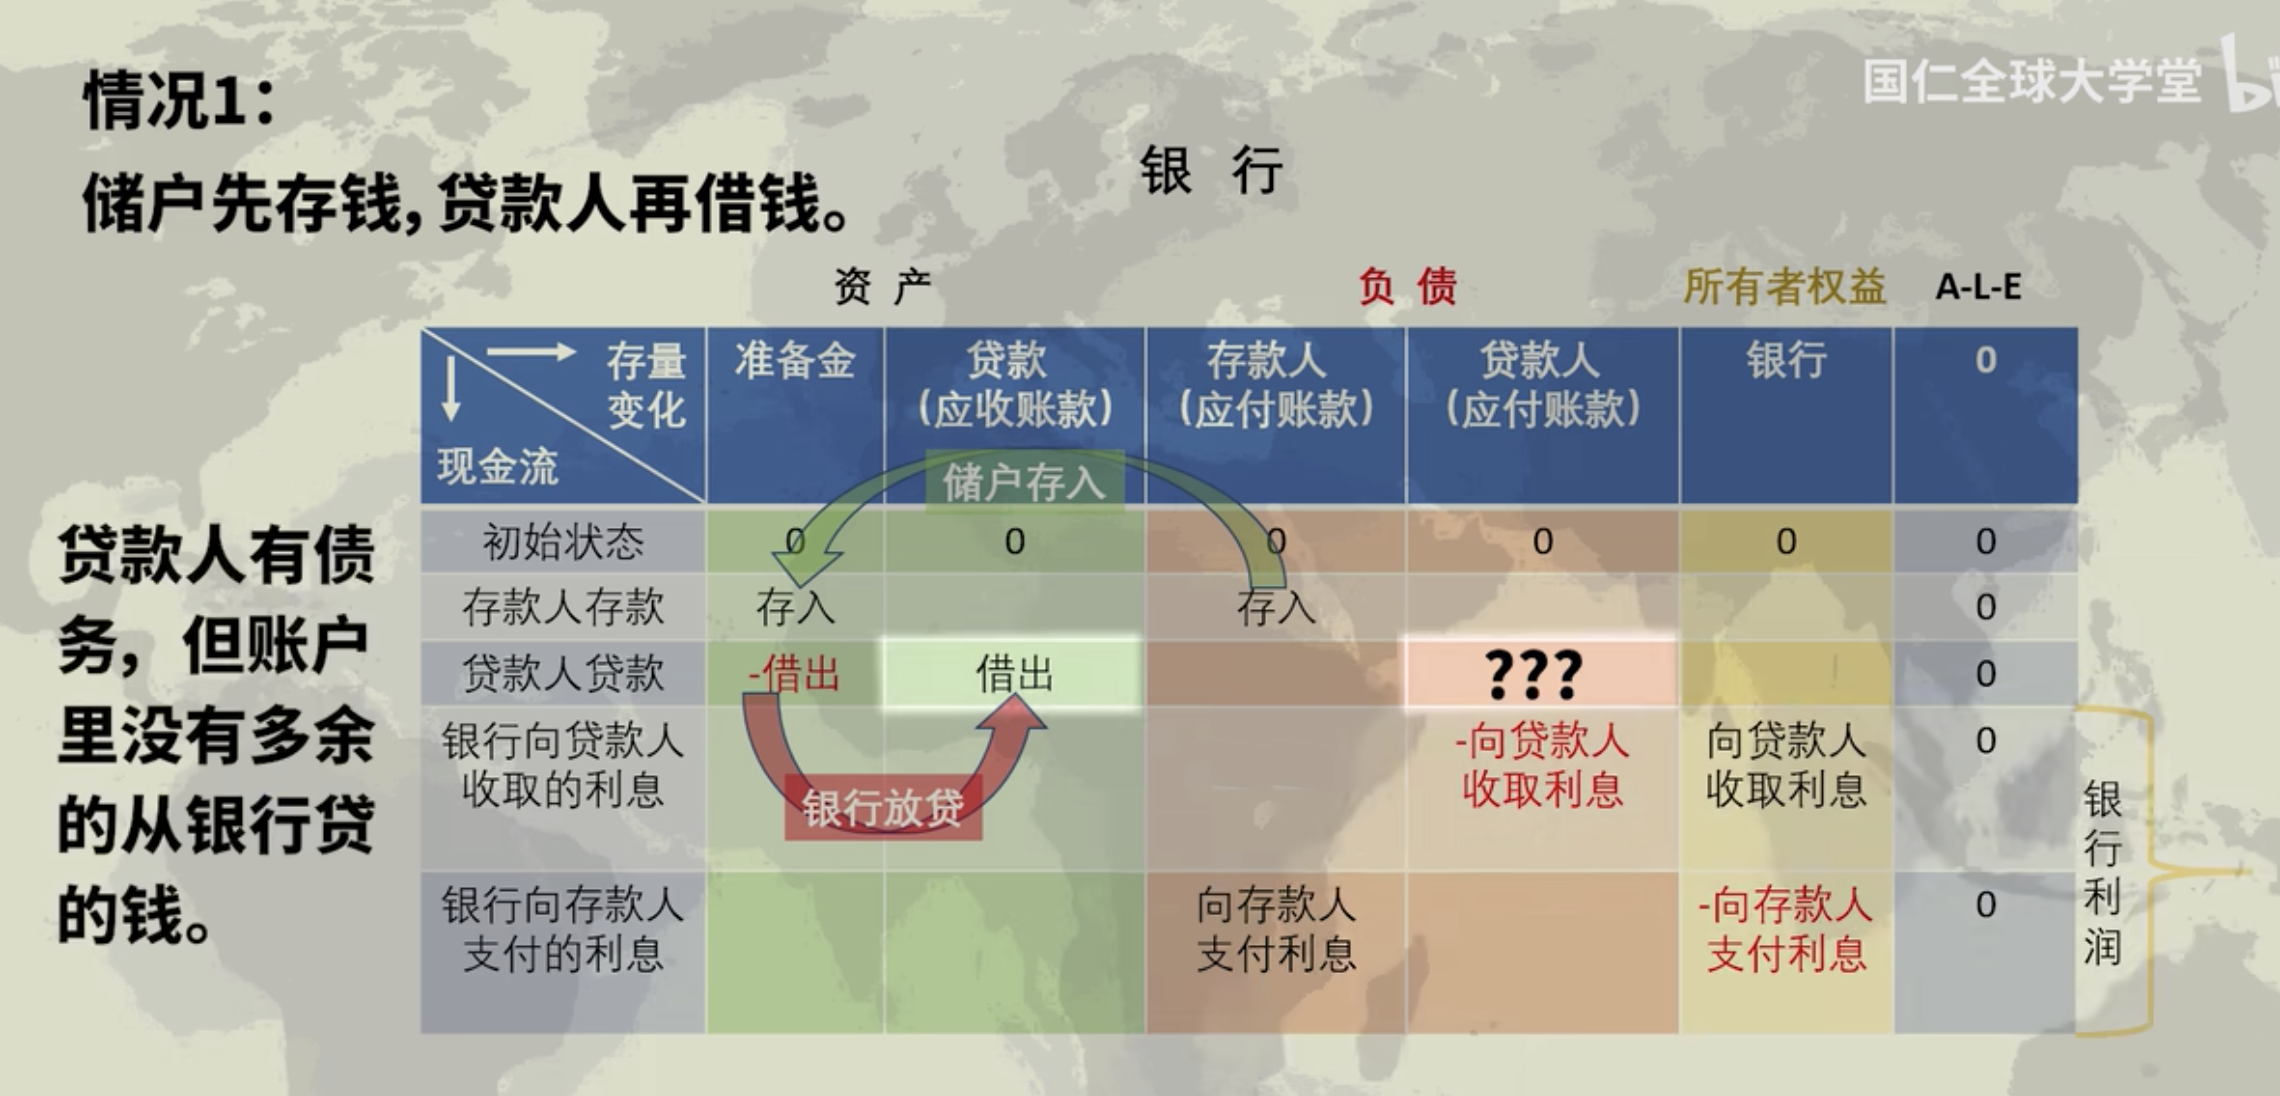 情况1：
储户先存钱，贷款人再借钱。
国仁全球大学堂
银 行
资 产
负 债
所有者权益
A-L-E
存量
变化
现金流
准备金
贷款
（应收账款）
存款人
（应付账款）
贷款人
（应付账款）
银行
0
储户存入
初始状态 0 0 0 0 0 0
存款人存款 存入 存入 0
贷款人贷款 -借出 借出 ??? 0
银行向贷款人
收取的利息
-向贷款人
收取利息
向贷款人
收取利息
0
银行放贷
银行向存款人
支付的利息
向存款人
支付利息
-向存款人
支付利息
0
银
行
利
润
贷款人有债
务，但账户
里没有多余
的从银行贷
的钱。